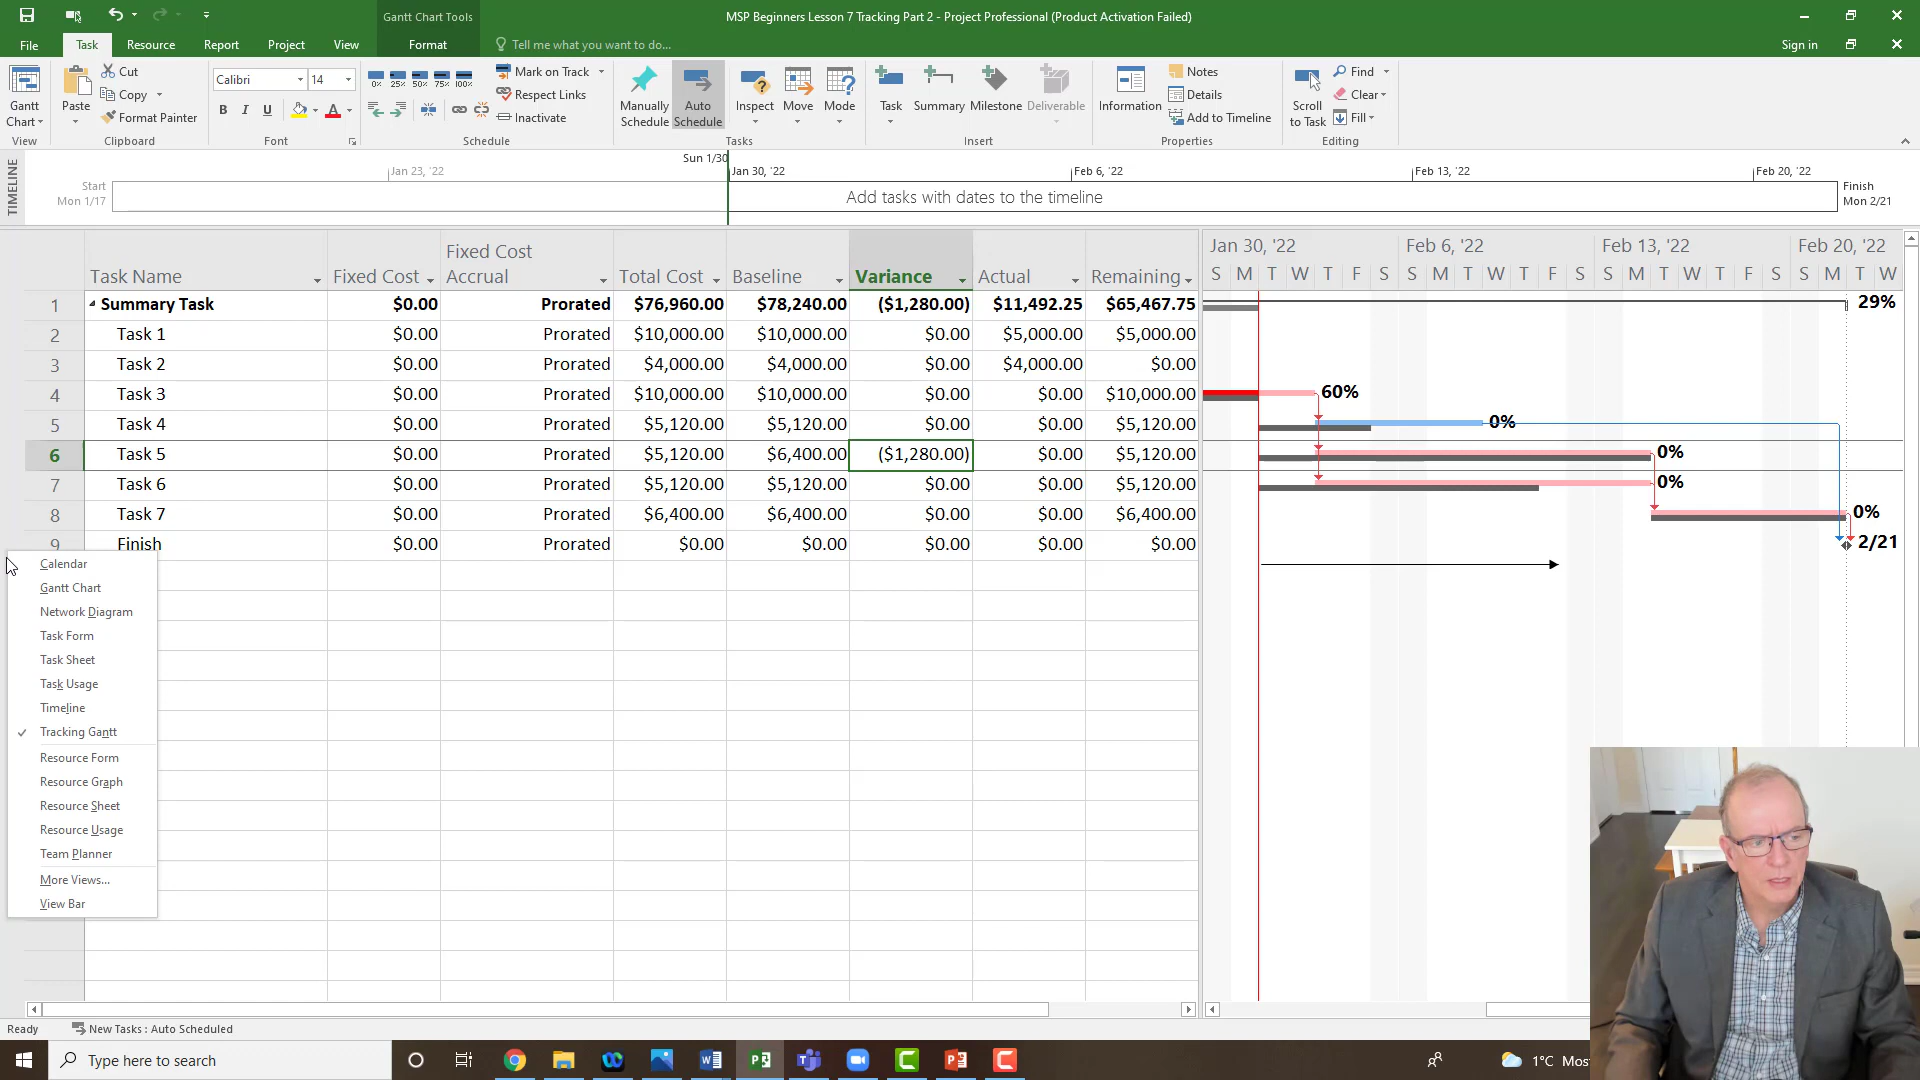 Gantt Chart Tools
MSP Beginners Lesson 7 Tracking Part 2 - Project Professional (Product Activation Failed)
File Task Resource Report Project View Format Tell me what you want to do... Sign in
Gantt Chart
View
Paste
Cut
Copy
Format Painter
Clipboard
Calibri 14
B I U A
Font
0% 25% 50% 75% 100%
Mark on Track
Respect Links
Inactivate
Schedule
Manually Schedule
Auto Schedule
Inspect
Move
Mode
Tasks
Task
Summary
Milestone
Deliverable
Insert
Information
Notes
Details
Add to Timeline
Properties
Scroll to Task
Find
Clear
Fill
Editing
TIMELINE
Sun 1/30
Jan 23, '22 Jan 30, '22 Feb 6, '22 Feb 13, '22 Feb 20, '22
Start
Mon 1/17
Add tasks with dates to the timeline
Finish
Mon 2/21
Task Name Fixed Cost Fixed Cost Accrual Total Cost Baseline Variance Actual Remaining
Jan 30, '22 Feb 6, '22 Feb 13, '22 Feb 20, '22
S M T W T F S S M T W T F S S M T W T F S S M T W
1 Summary Task $0.00 Prorated $76,960.00 $78,240.00 ($1,280.00) $11,492.25 $65,467.75 29%
2 Task 1 $0.00 Prorated $10,000.00 $10,000.00 $0.00 $5,000.00 $5,000.00
3 Task 2 $0.00 Prorated $4,000.00 $4,000.00 $0.00 $4,000.00 $0.00
4 Task 3 $0.00 Prorated $10,000.00 $10,000.00 $0.00 $0.00 $10,000.00 60%
5 Task 4 $0.00 Prorated $5,120.00 $5,120.00 $0.00 $0.00 $5,120.00 0%
6 Task 5 $0.00 Prorated $5,120.00 $6,400.00 ($1,280.00) $0.00 $5,120.00 0%
7 Task 6 $0.00 Prorated $5,120.00 $5,120.00 $0.00 $0.00 $5,120.00 0%
8 Task 7 $0.00 Prorated $6,400.00 $6,400.00 $0.00 $0.00 $6,400.00 0%
9 Finish $0.00 Prorated $0.00 $0.00 $0.00 $0.00 $0.00 2/21
Calendar
Gantt Chart
Network Diagram
Task Form
Task Sheet
Task Usage
Timeline
Tracking Gantt
Resource Form
Resource Graph
Resource Sheet
Resource Usage
Team Planner
More Views...
View Bar
Ready New Tasks : Auto Scheduled
Type here to search
1°C Mos